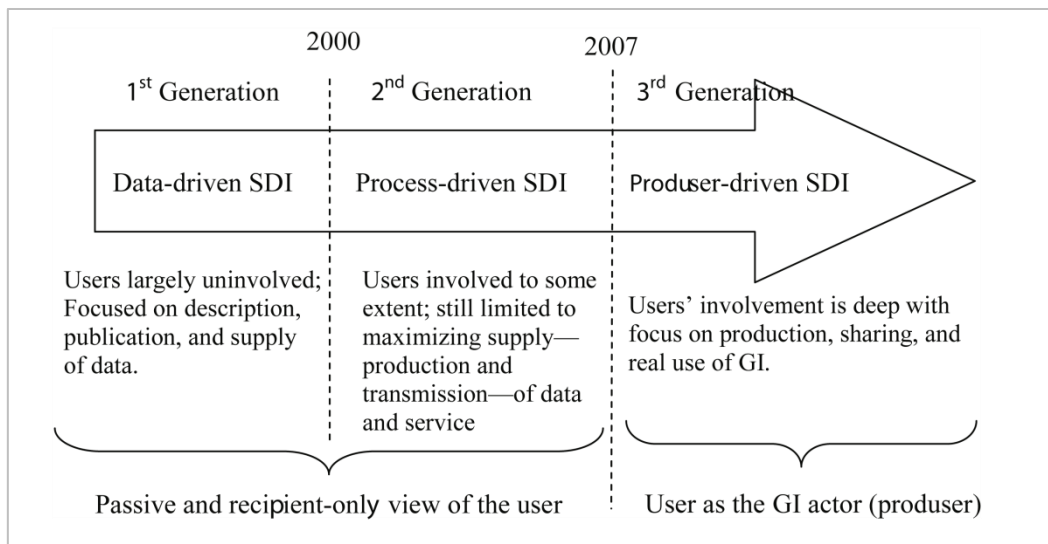 2000
2007
1st Generation
2nd Generation
3rd Generation
Data-driven SDI
Process-driven SDI
Produser-driven SDI
Users largely uninvolved;
Focused on description,
publication, and supply
of data.
Users involved to some
extent; still limited to
maximizing supply—
production and
transmission—of data
and service
Users’ involvement is deep with
focus on production, sharing, and
real use of GI.
Passive and recipient-only view of the user
User as the GI actor (produser)